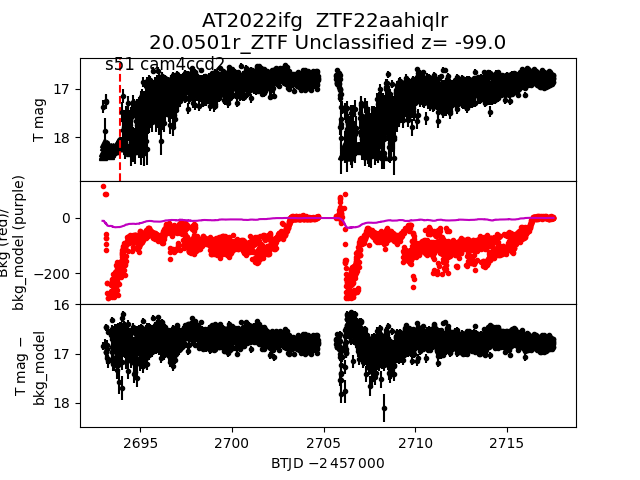 AT2022ifg  ZTF22aahiqlr
20.0501r_ZTF Unclassified z= -99.0
s51 cam4ccd2
T mag
17
18
Bkg (red)/
bkg_model (purple)
0
−200
T mag −
bkg_model
16
17
18
2695
2700
2705
2710
2715
BTJD −2 457 000